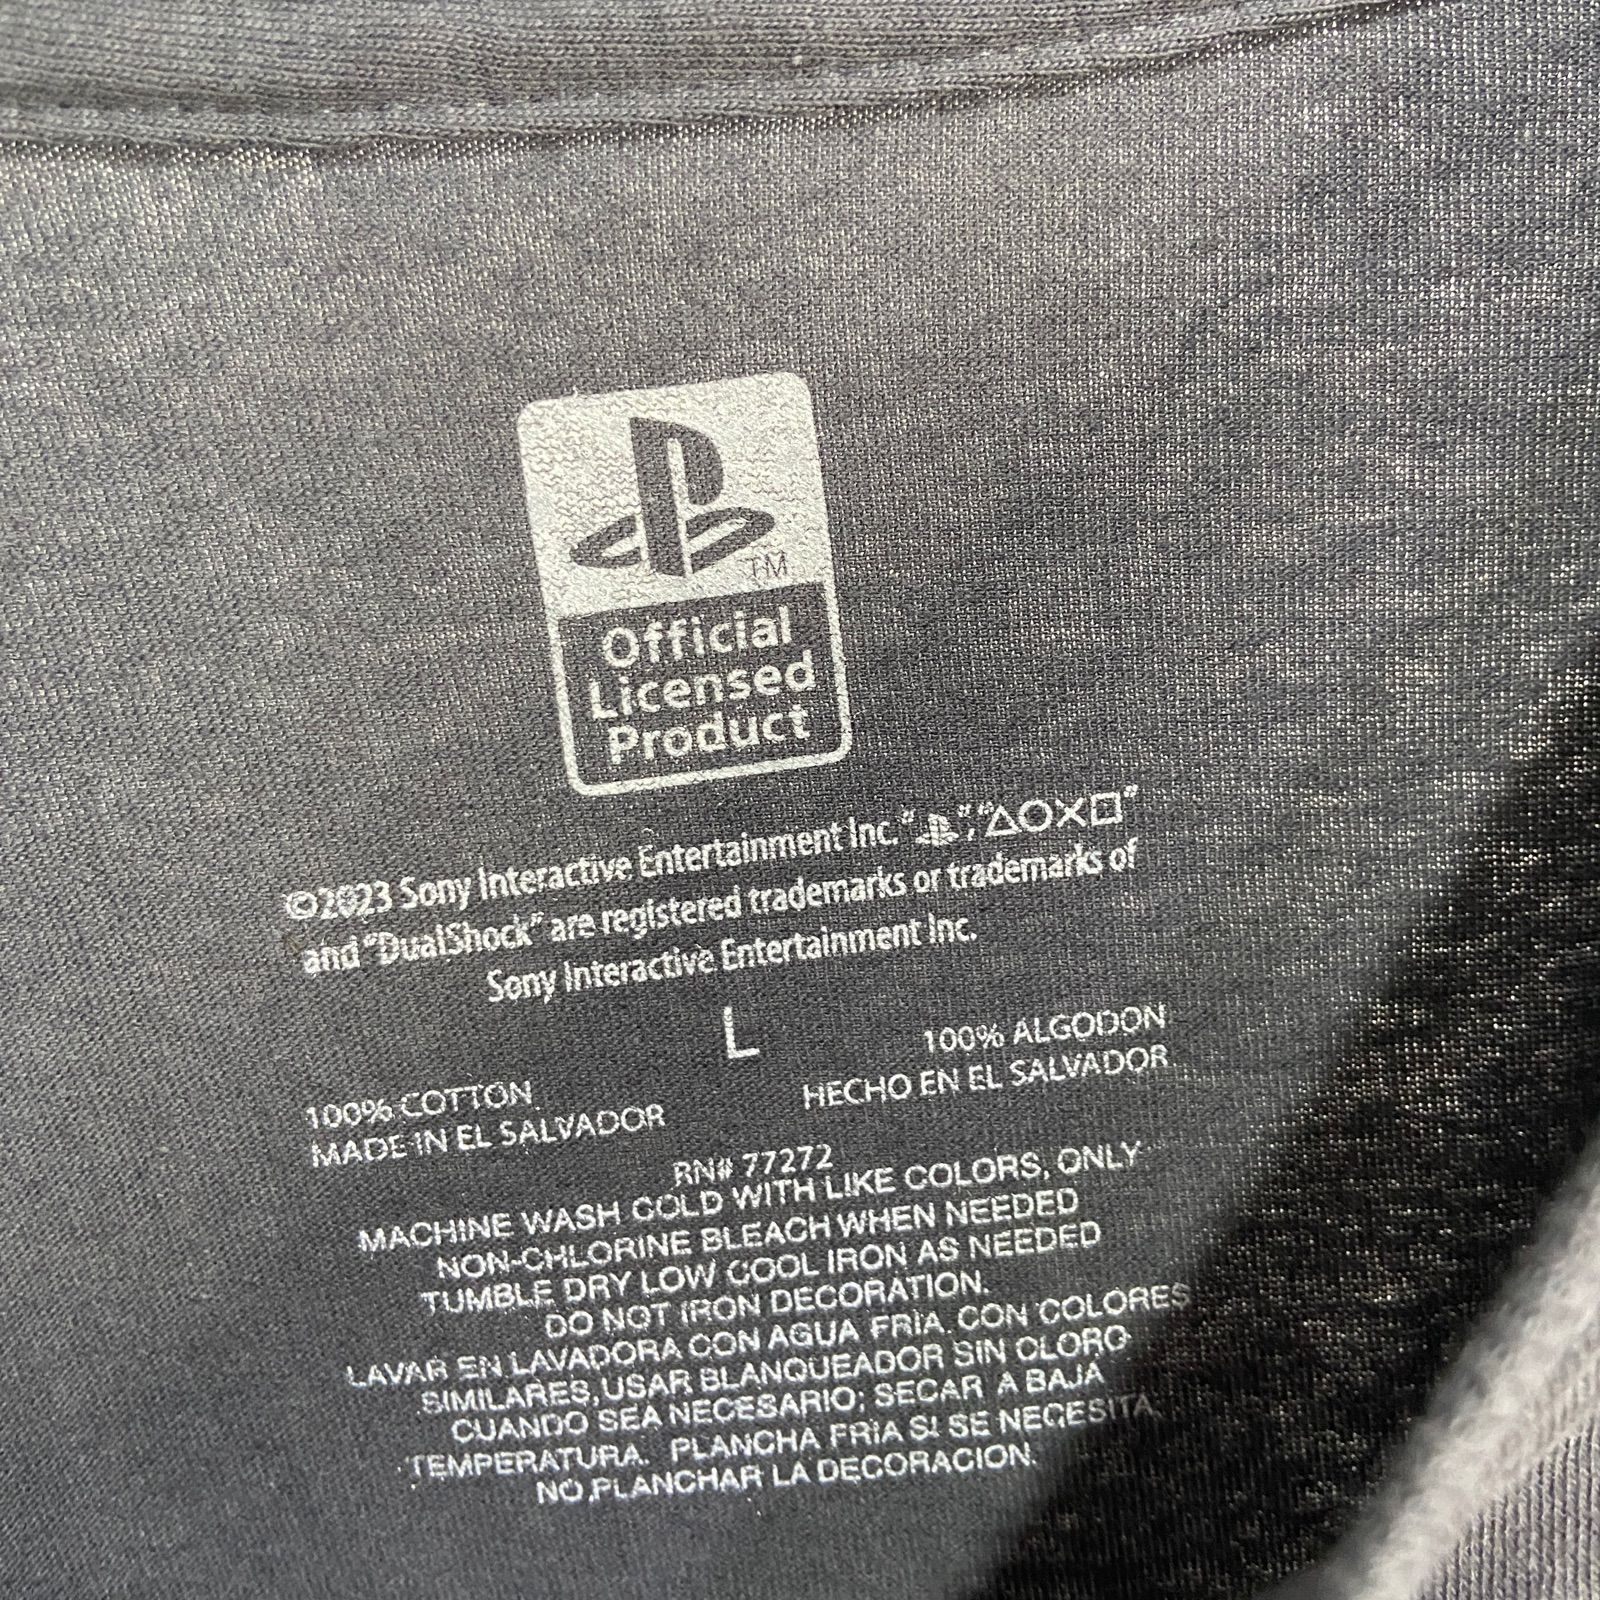 TM
Official
Licensed
Product
©2023 Sony Interactive Entertainment Inc. "", "△○✕□"
and "DualShock" are registered trademarks or trademarks of
Sony Interactive Entertainment Inc.
L
100% COTTON
MADE IN EL SALVADOR
100% ALGODON
HECHO EN EL SALVADOR
RN# 77272
MACHINE WASH COLD WITH LIKE COLORS, ONLY
NON-CHLORINE BLEACH WHEN NEEDED
TUMBLE DRY LOW COOL IRON AS NEEDED
DO NOT IRON DECORATION.
LAVAR EN LAVADORA CON AGUA FRIA CON COLORES
SIMILARES, USAR BLANQUEADOR SIN CLORO
CUANDO SEA NECESARIO; SECAR A BAJA
TEMPERATURA. PLANCHA FRIA SI SE NECESITA
NO PLANCHAR LA DECORACION.